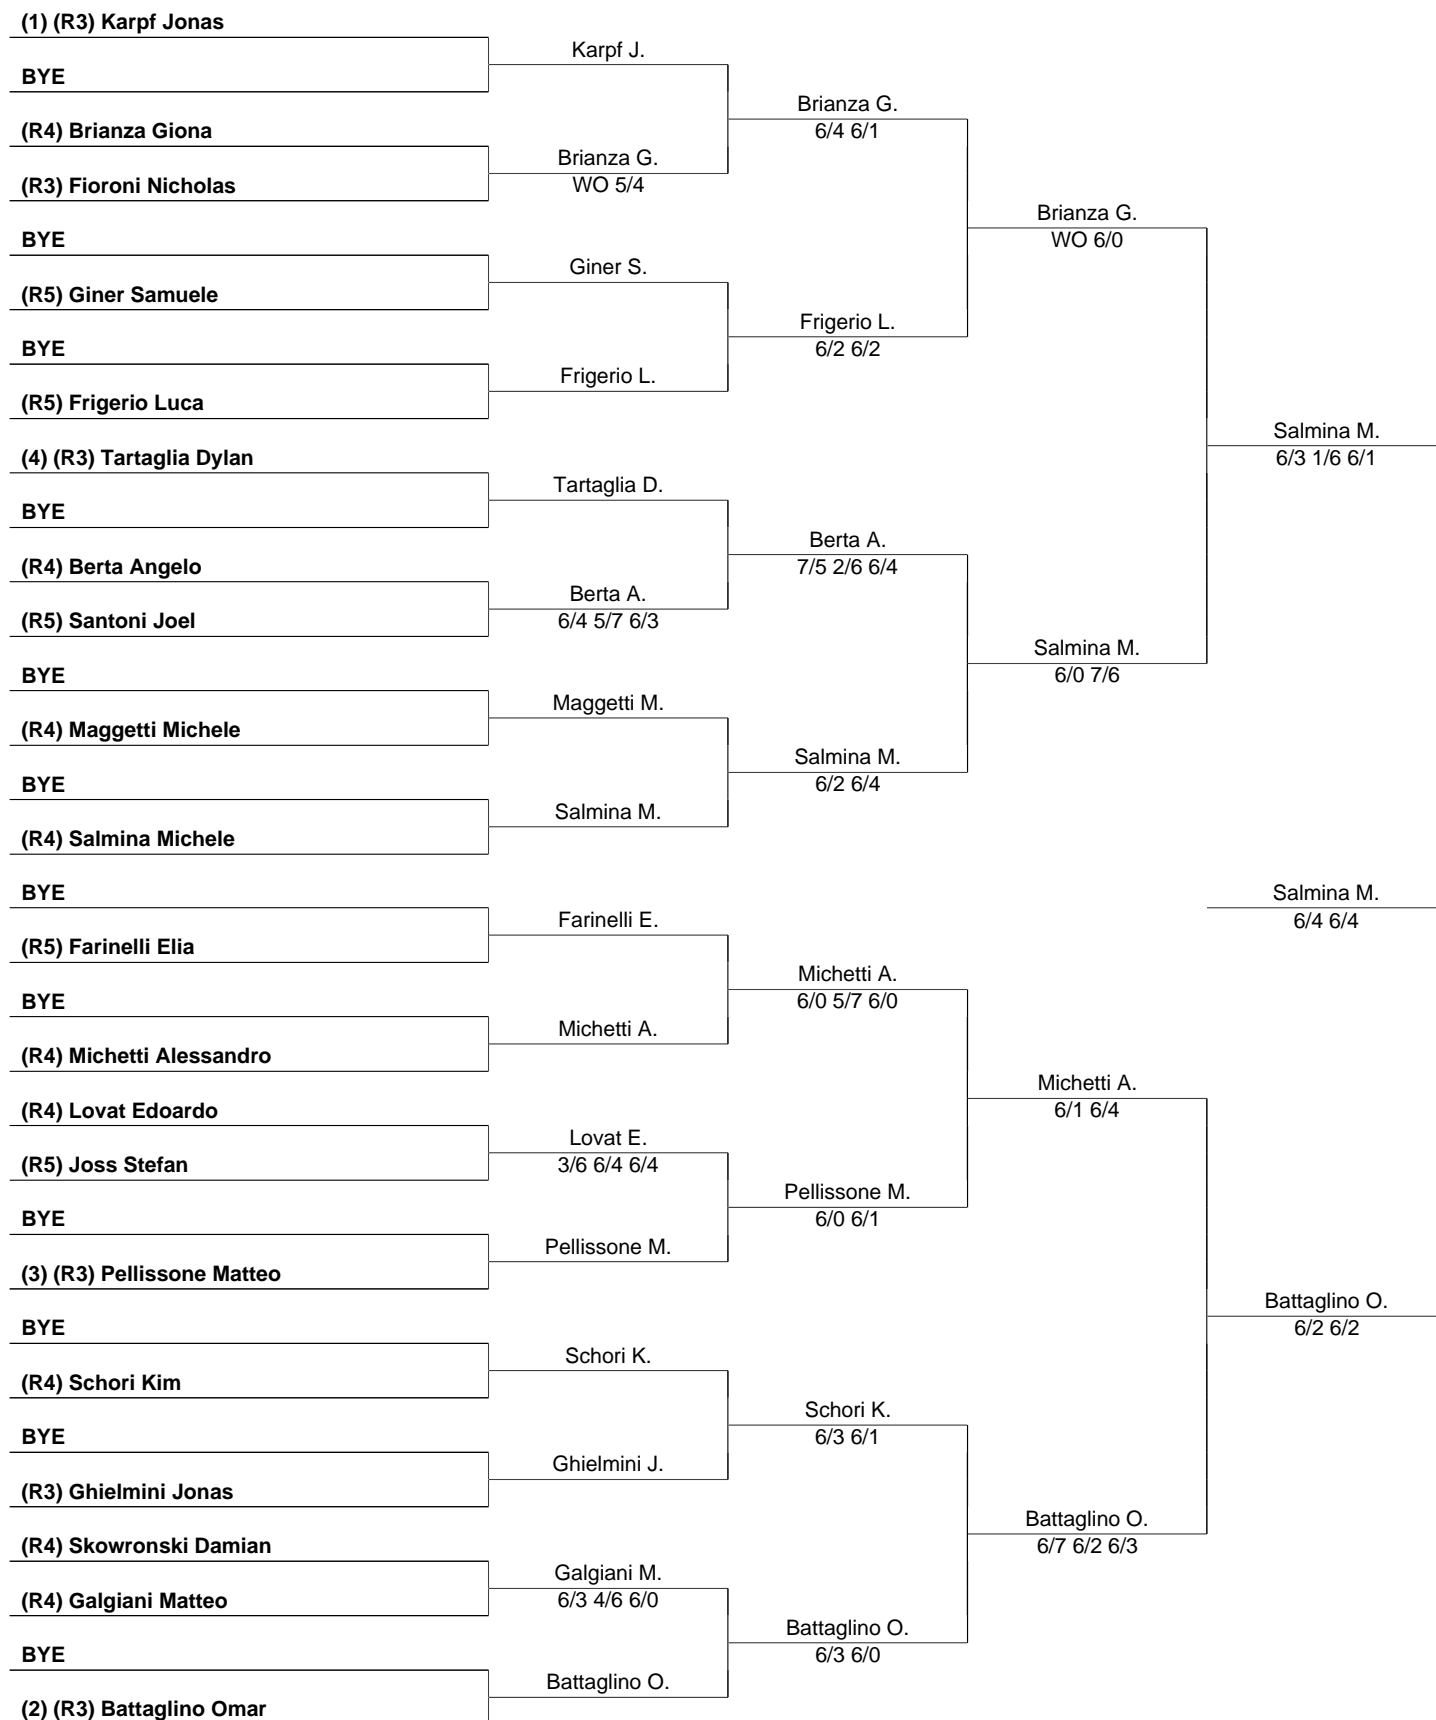 (1) (R3) Karpf Jonas
BYE
(R4) Brianza Giona
(R3) Fioroni Nicholas
BYE
(R5) Giner Samuele
BYE
(R5) Frigerio Luca
(4) (R3) Tartaglia Dylan
BYE
(R4) Berta Angelo
(R5) Santoni Joel
BYE
(R4) Maggetti Michele
BYE
(R4) Salmina Michele
BYE
(R5) Farinelli Elia
BYE
(R4) Michetti Alessandro
(R4) Lovat Edoardo
(R5) Joss Stefan
BYE
(3) (R3) Pellissone Matteo
BYE
(R4) Schori Kim
BYE
(R3) Ghielmini Jonas
(R4) Skowronski Damian
(R4) Galgiani Matteo
BYE
(2) (R3) Battaglino Omar
Karpf J.
Brianza G.
WO 5/4
Giner S.
Frigerio L.
Tartaglia D.
Berta A.
6/4 5/7 6/3
Maggetti M.
Salmina M.
Farinelli E.
Michetti A.
Lovat E.
3/6 6/4 6/4
Pellissone M.
Schori K.
Ghielmini J.
Galgiani M.
6/3 4/6 6/0
Battaglino O.
Brianza G.
6/4 6/1
Frigerio L.
6/2 6/2
Berta A.
7/5 2/6 6/4
Salmina M.
6/2 6/4
Michetti A.
6/0 5/7 6/0
Pellissone M.
6/0 6/1
Schori K.
6/3 6/1
Battaglino O.
6/3 6/0
Brianza G.
WO 6/0
Salmina M.
6/0 7/6
Michetti A.
6/1 6/4
Battaglino O.
6/7 6/2 6/3
Salmina M.
6/3 1/6 6/1
Salmina M.
6/4 6/4
Battaglino O.
6/2 6/2